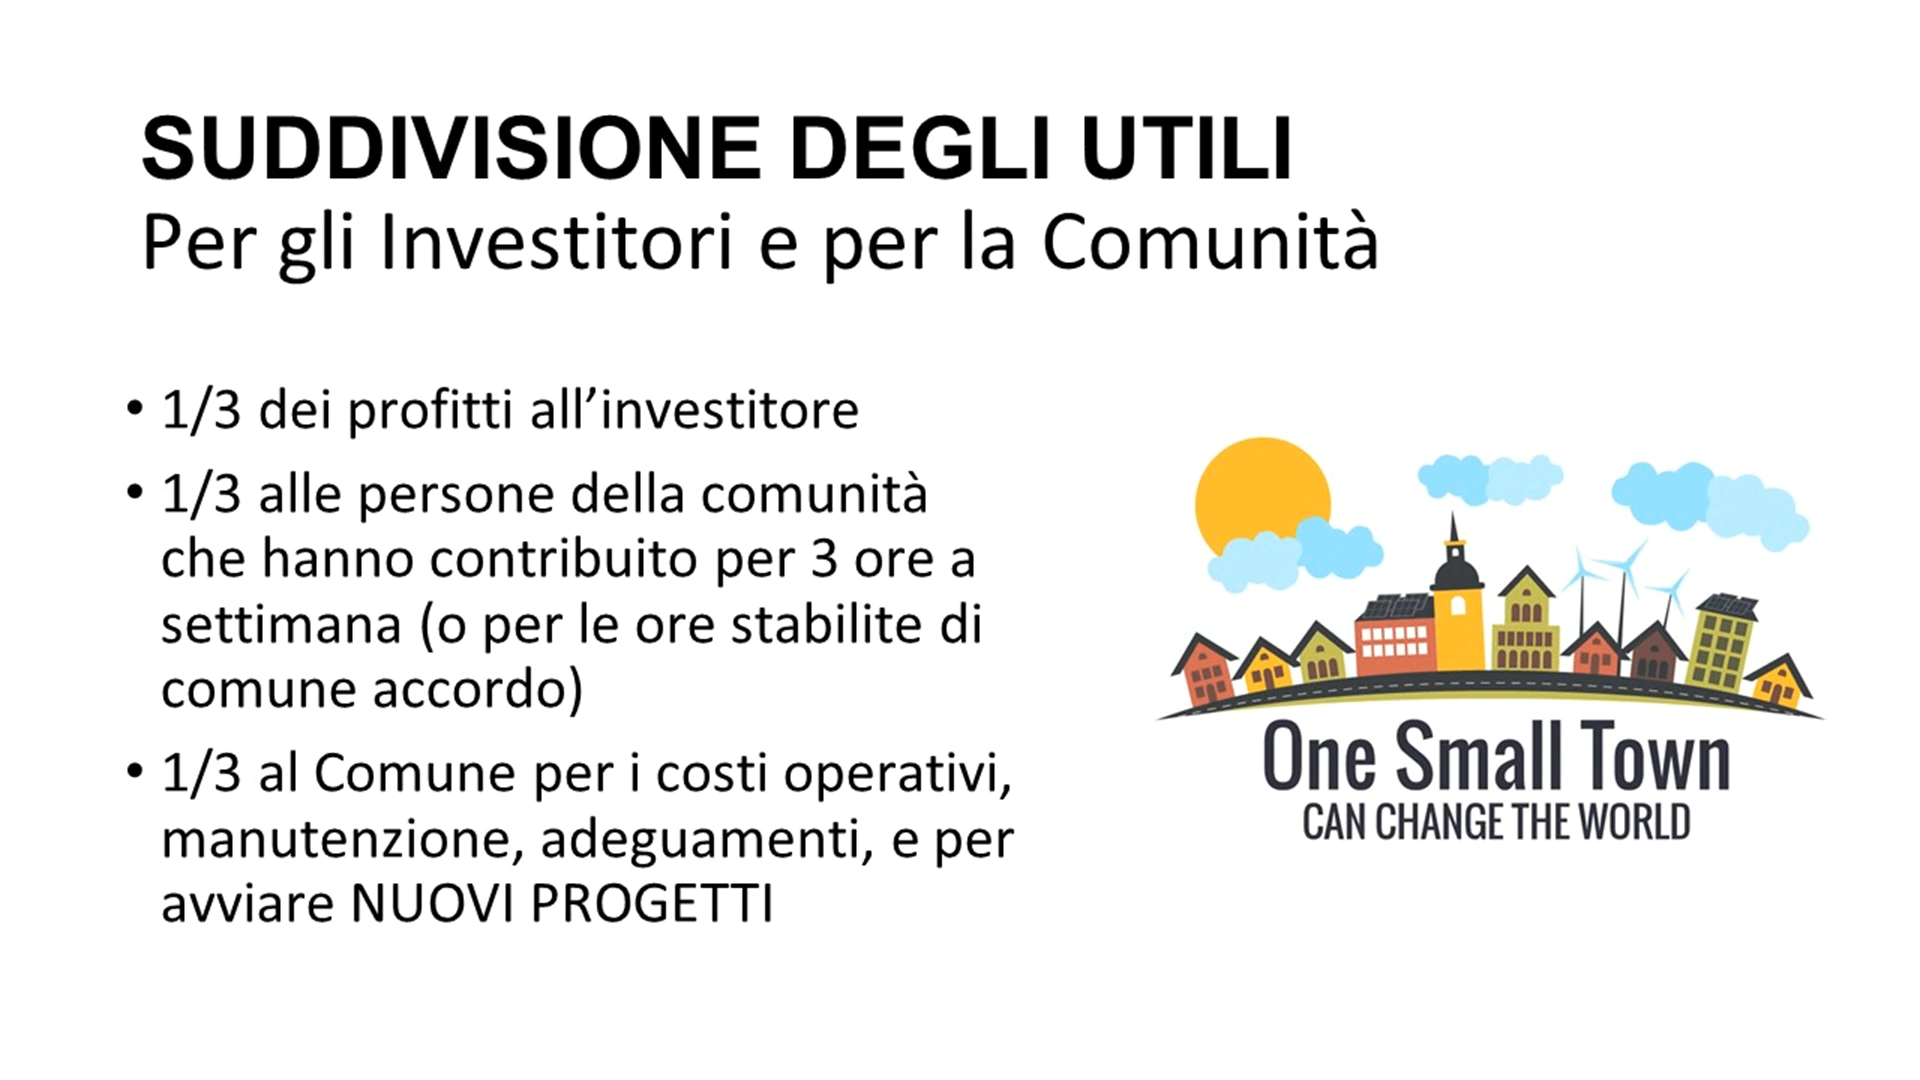 SUDDIVISIONE DEGLI UTILI
Per gli Investitori e per la Comunità
• 1/3 dei profitti all’investitore
• 1/3 alle persone della comunità
che hanno contribuito per 3 ore a
settimana (o per le ore stabilite di
comune accordo)
• 1/3 al Comune per i costi operativi,
manutenzione, adeguamenti, e per
avviare NUOVI PROGETTI
One Small Town
CAN CHANGE THE WORLD